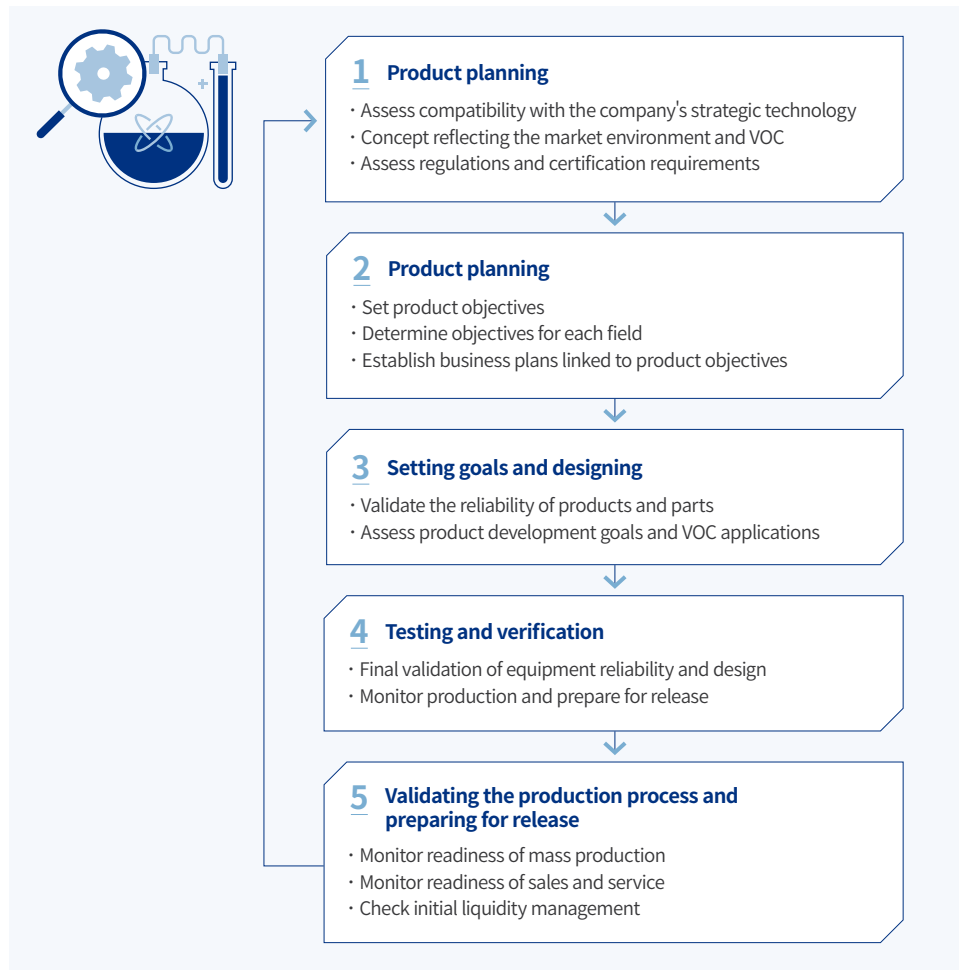 1 Product planning
· Assess compatibility with the company's strategic technology
· Concept reflecting the market environment and VOC
· Assess regulations and certification requirements
2 Product planning
· Set product objectives
· Determine objectives for each field
· Establish business plans linked to product objectives
3 Setting goals and designing
· Validate the reliability of products and parts
· Assess product development goals and VOC applications
4 Testing and verification
· Final validation of equipment reliability and design
· Monitor production and prepare for release
5 Validating the production process and
preparing for release
· Monitor readiness of mass production
· Monitor readiness of sales and service
· Check initial liquidity management